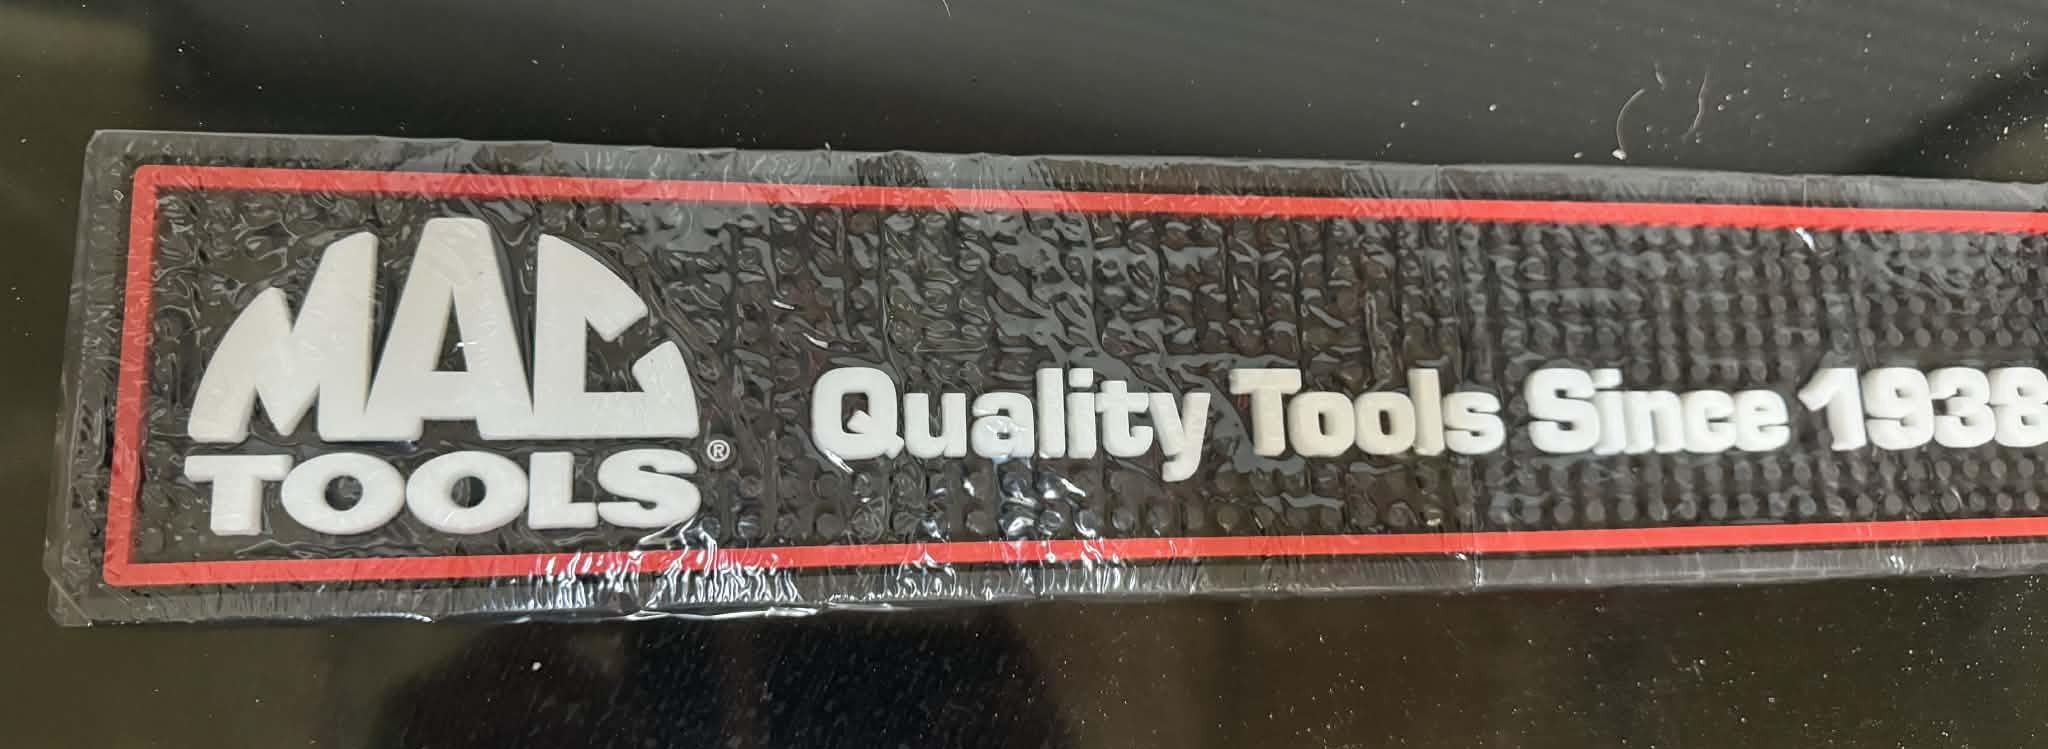 MAC
TOOLS ®
Quality Tools Since 1938